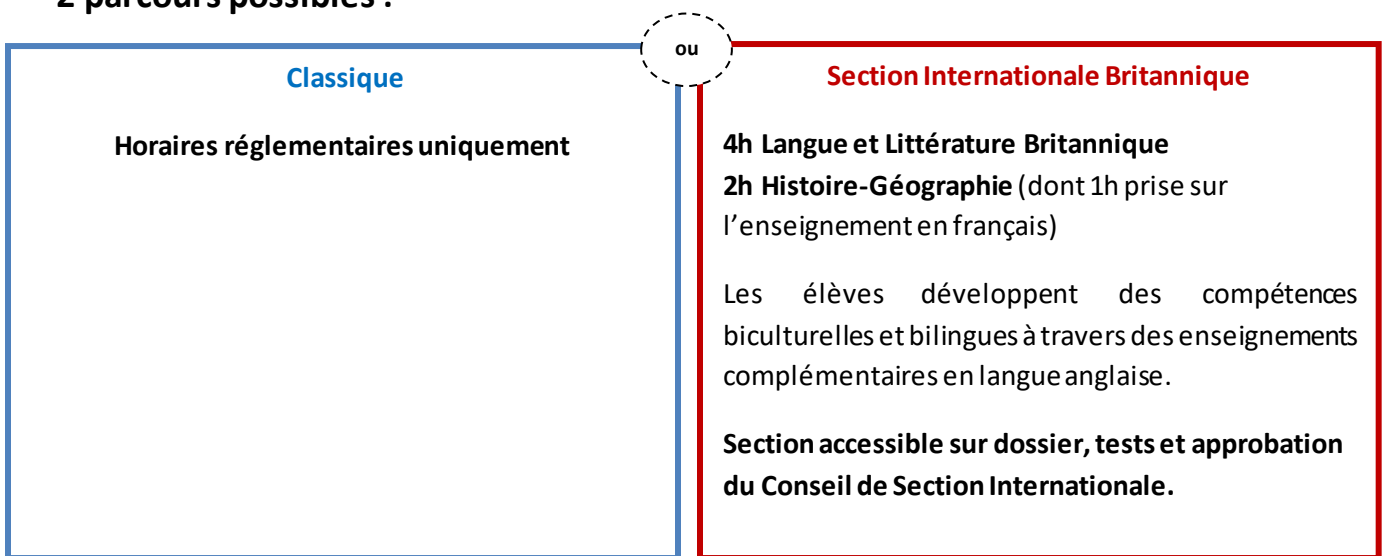 2 parcours possibles :
ou
Classique
Horaires réglementaires uniquement
Section Internationale Britannique
4h Langue et Littérature Britannique
2h Histoire-Géographie (dont 1h prise sur
l'enseignement en français)
Les élèves développent des compétences
biculturelles et bilingues à travers des enseignements
complémentaires en langue anglaise.
Section accessible sur dossier, tests et approbation
du Conseil de Section Internationale.